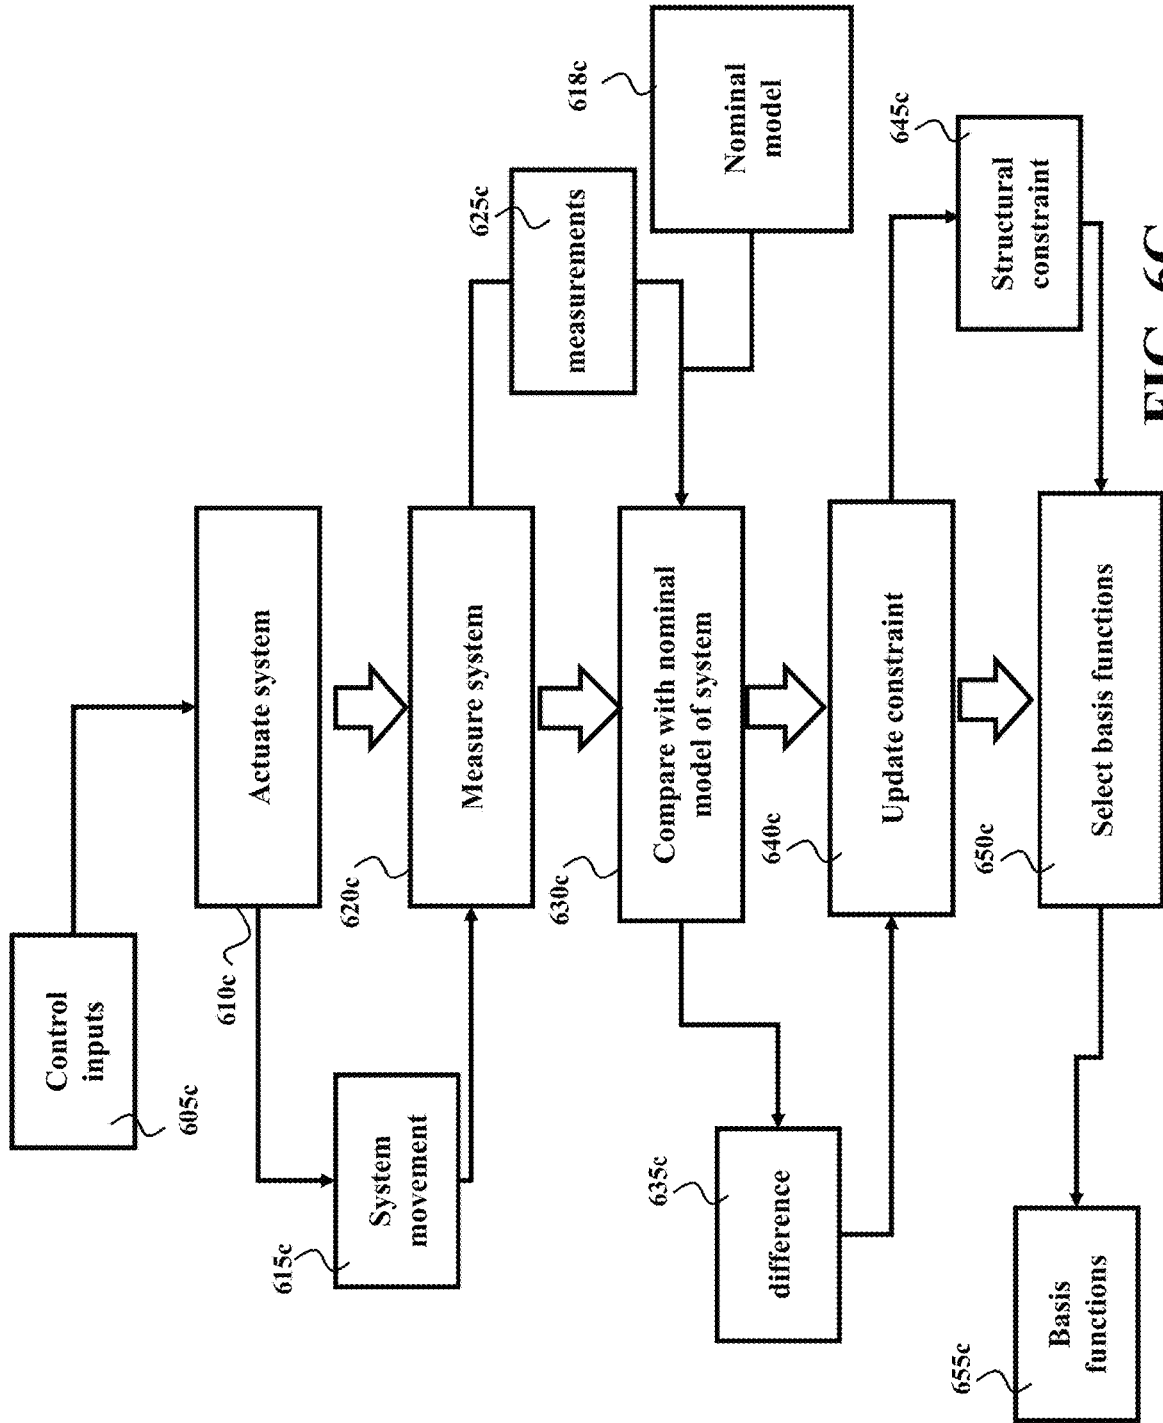 Control
inputs
605c
Actuate system
610c
System
movement
615c
Measure system
620c
measurements
625c
Nominal
model
618c
Compare with nominal
model of system
630c
difference
635c
Update constraint
640c
Structural
constraint
645c
Select basis functions
650c
Basis
functions
655c
FIG. 6C